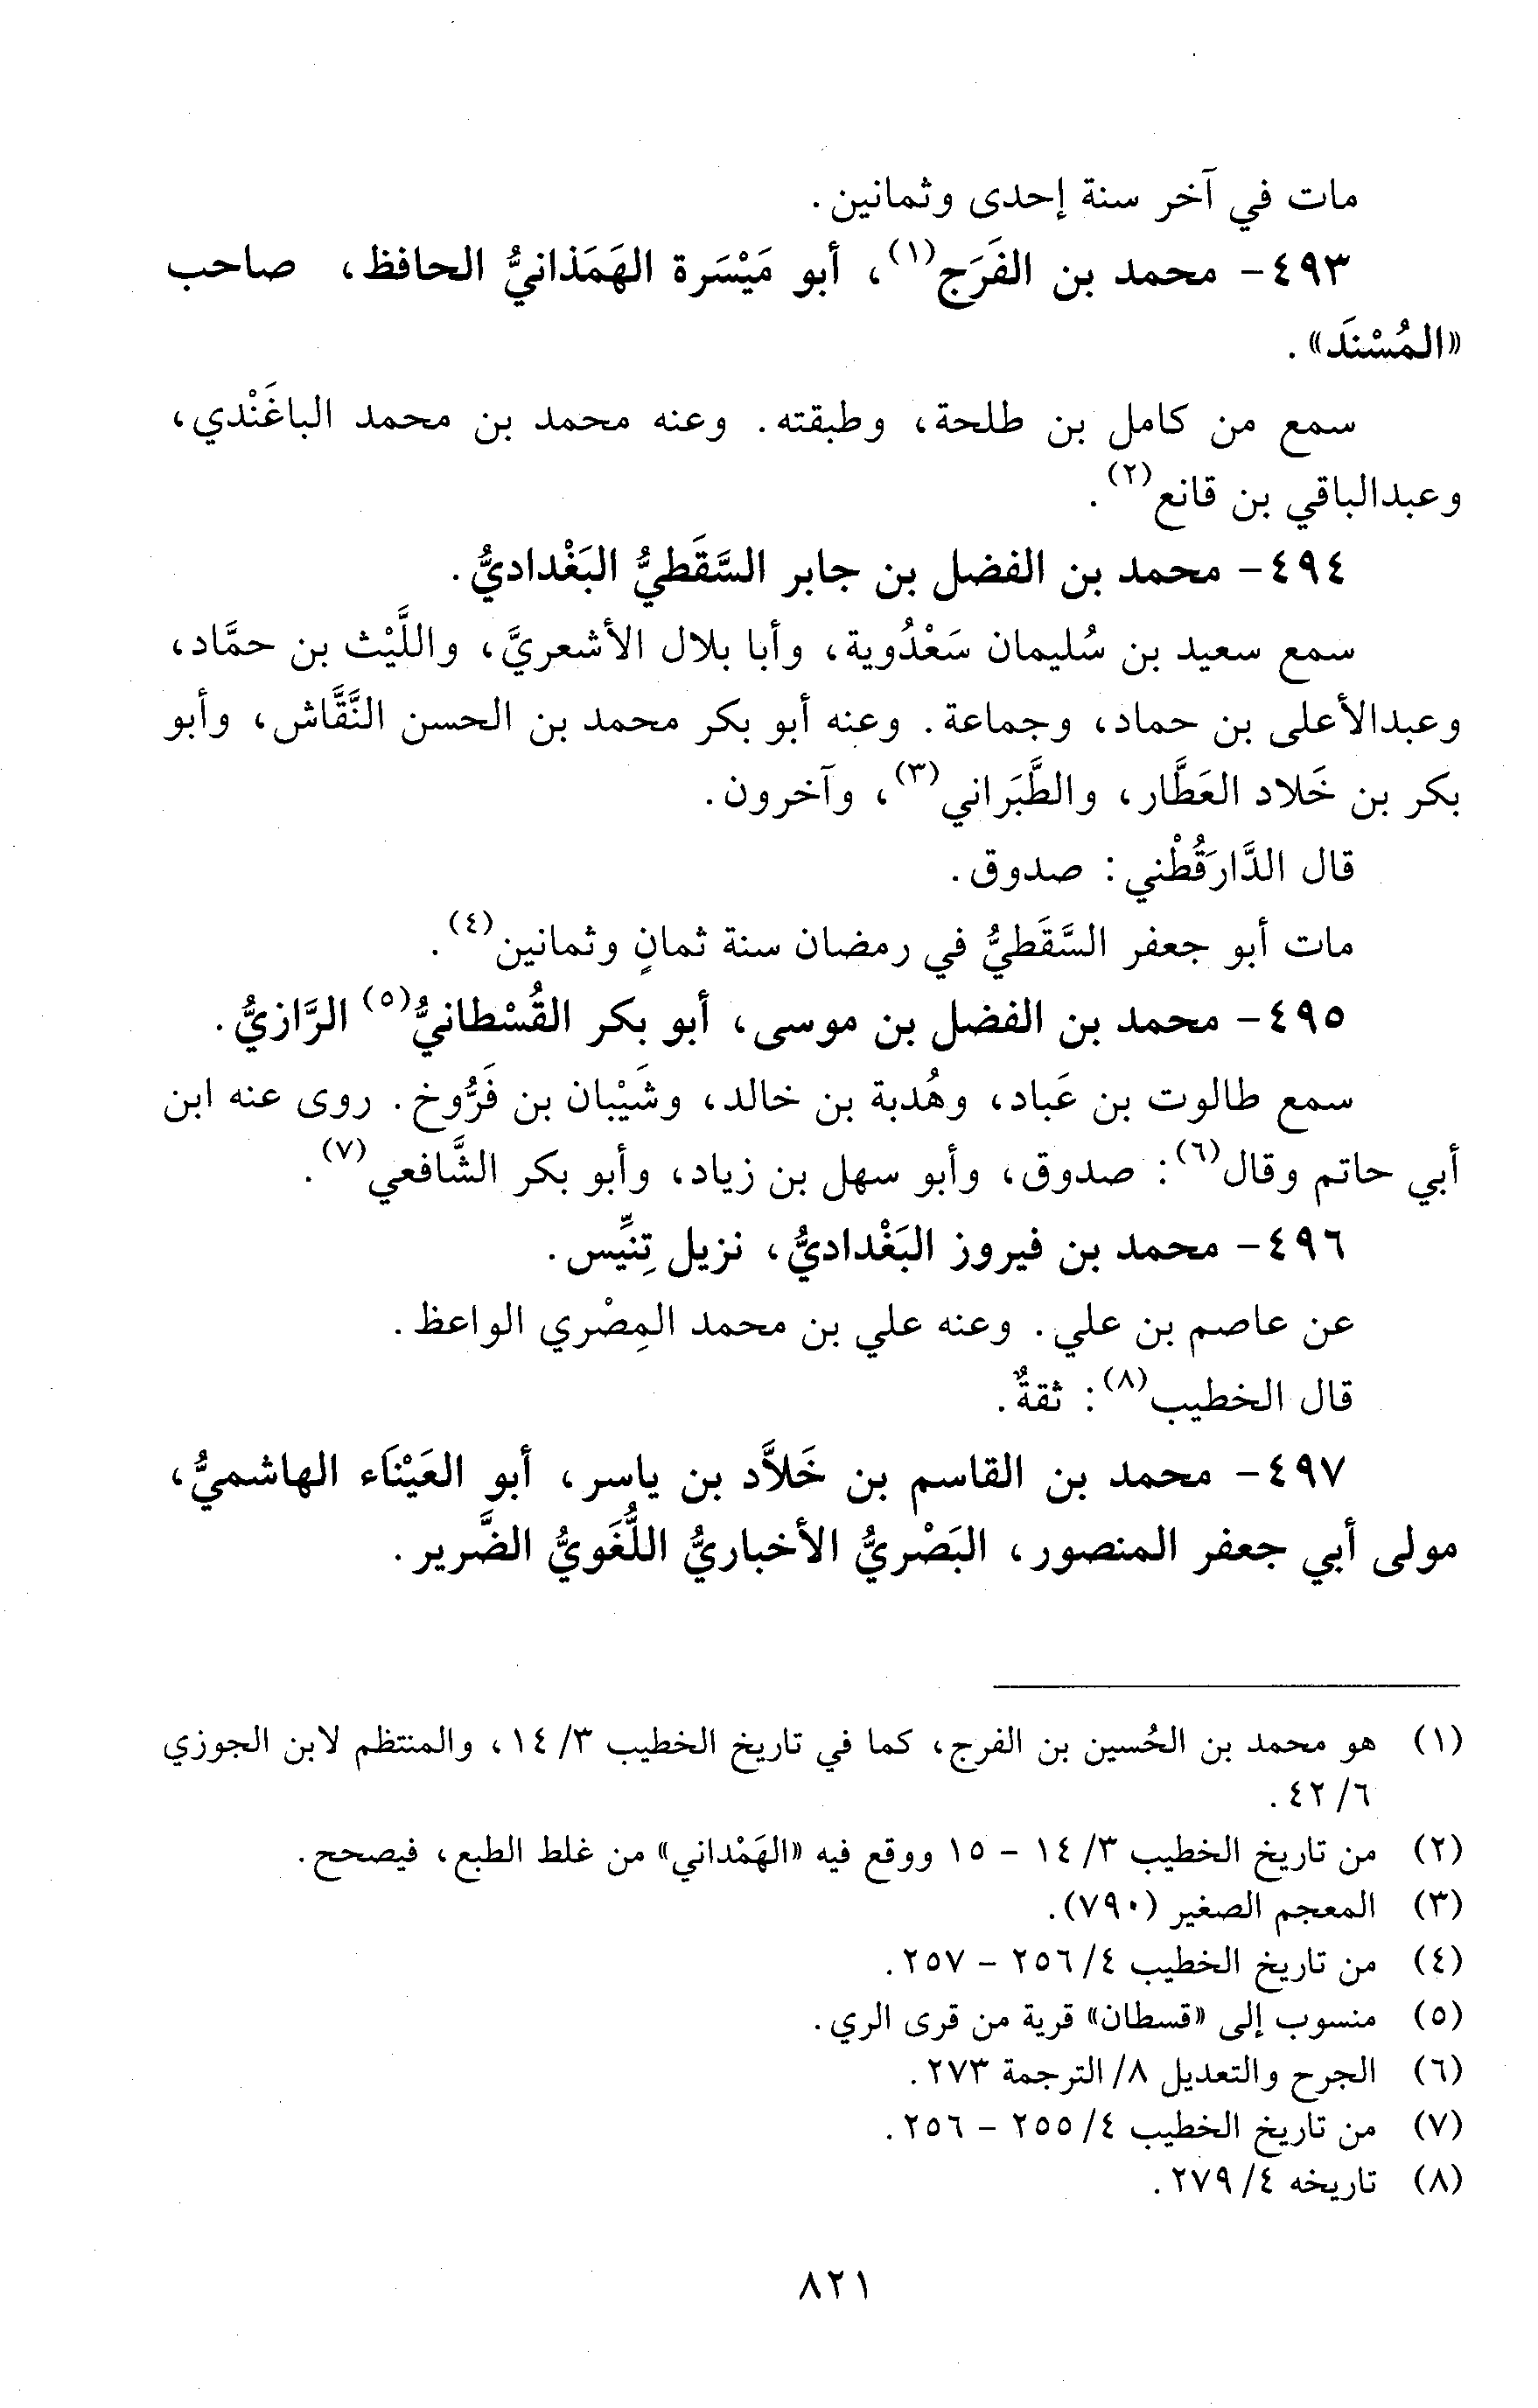 مات في آخر سنة إحدى وثمانين.
٤٩٣- محمد بن الفَرَج(١)، أبو مَيْسَرة الهَمَذانيُّ الحافظ، صاحب
«المُسْنَد».
سمع من كامل بن طلحة، وطبقته. وعنه محمد بن محمد الباغَنْدي،
وعبدالباقي بن قانع(٢).
٤٩٤- محمد بن الفضل بن جابر السَّقَطيُّ البَغْداديُّ.
سمع سعيد بن سُليمان سَعْدُوية، وأبا بلال الأشعريَّ، واللَّيْث بن حمَّاد،
وعبدالأعلى بن حماد، وجماعة. وعنه أبو بكر محمد بن الحسن النَّقَّاش، وأبو
بكر بن خَلاد العَطَّار، والطَّبَراني(٣)، وآخرون.
قال الدَّارَقُطْني: صدوق.
مات أبو جعفر السَّقَطيُّ في رمضان سنة ثمانٍ وثمانين(٤).
٤٩٥- محمد بن الفضل بن موسى، أبو بكر القُسْطانيُّ(٥) الرَّازيُّ.
سمع طالوت بن عَباد، وهُدبة بن خالد، وشَيْبان بن فَرُّوخ. روى عنه ابن
أبي حاتم وقال(٦): صدوق، وأبو سهل بن زياد، وأبو بكر الشَّافعي(٧).
٤٩٦- محمد بن فيروز البَغْداديُّ، نزيل تِنِّيس.
عن عاصم بن علي. وعنه علي بن محمد المِصْري الواعظ.
قال الخطيب(٨): ثقةٌ.
٤٩٧- محمد بن القاسم بن خَلاَّد بن ياسر، أبو العَيْنَاء الهاشميُّ،
مولى أبي جعفر المنصور، البَصْريُّ الأخباريُّ اللُّغَويُّ الضَّرير.
(١) هو محمد بن الحُسين بن الفرج، كما في تاريخ الخطيب ٣/ ١٤، والمنتظم لابن الجوزي
٦/ ٤٢.
(٢) من تاريخ الخطيب ٣/ ١٤ - ١٥ ووقع فيه «الهَمْداني» من غلط الطبع، فيصحح.
(٣) المعجم الصغير (٧٩٠).
(٤) من تاريخ الخطيب ٤/ ٢٥٦ - ٢٥٧.
(٥) منسوب إلى «قسطان» قرية من قرى الري.
(٦) الجرح والتعديل ٨/ الترجمة ٢٧٣.
(٧) من تاريخ الخطيب ٤/ ٢٥٥ - ٢٥٦.
(٨) تاريخه ٤/ ٢٧٩.
٨٢١